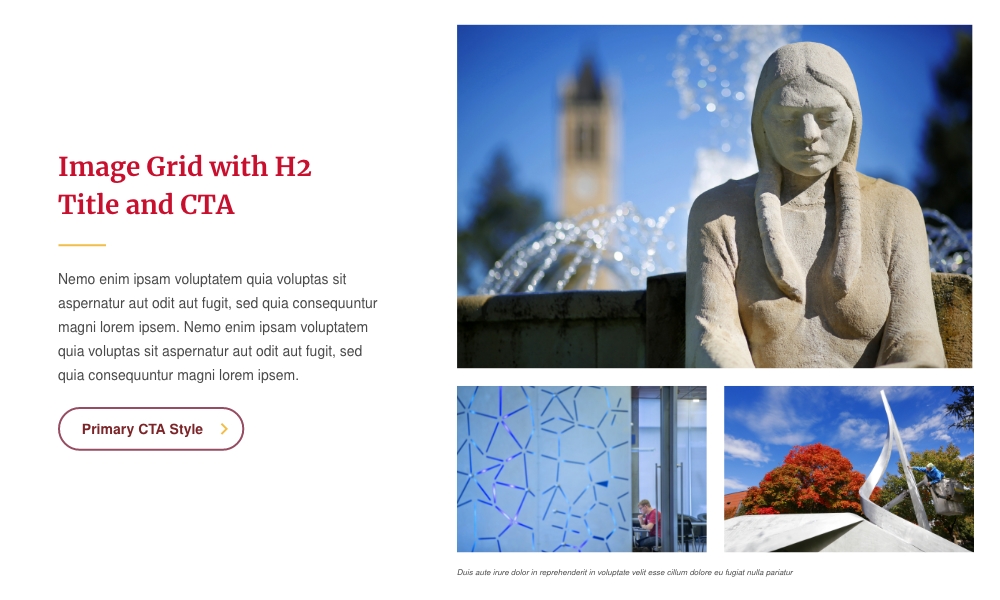 Image Grid with H2
Title and CTA
Nemo enim ipsam voluptatem quia voluptas sit
aspernatur aut odit aut fugit, sed quia consequuntur
magni lorem ipsem. Nemo enim ipsam voluptatem
quia voluptas sit aspernatur aut odit aut fugit, sed
quia consequuntur magni lorem ipsem.
Primary CTA Style
Duis aute irure dolor in reprehenderit in voluptate velit esse cillum dolore eu fugiat nulla pariatur